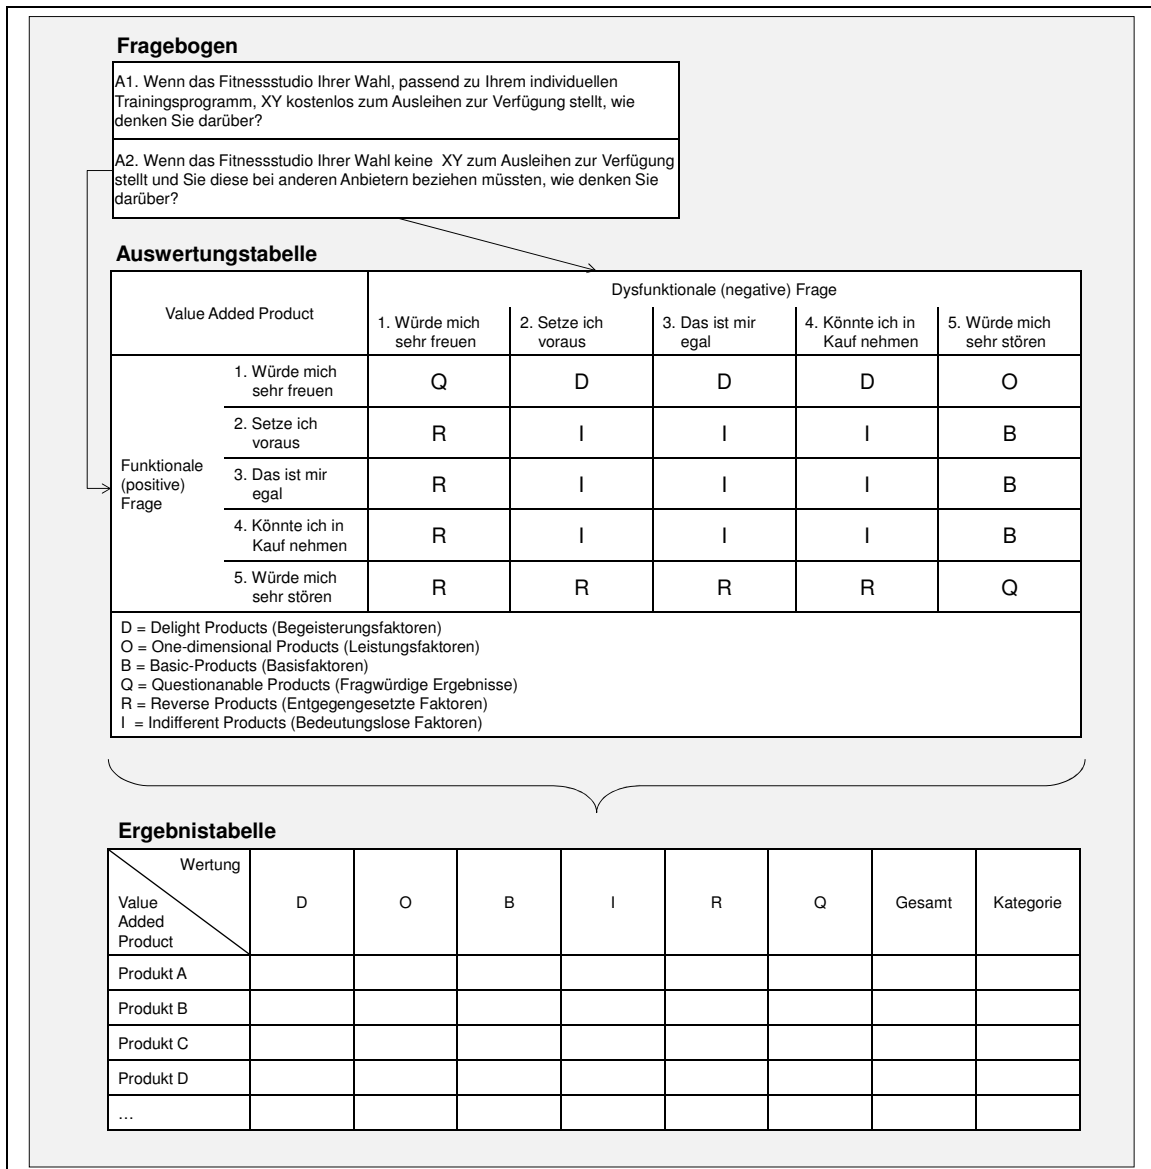 Fragebogen
A1. Wenn das Fitnessstudio Ihrer Wahl, passend zu Ihrem individuellen
Trainingsprogramm, XY kostenlos zum Ausleihen zur Verfügung stellt, wie
denken Sie darüber?
A2. Wenn das Fitnessstudio Ihrer Wahl keine XY zum Ausleihen zur Verfügung
stellt und Sie diese bei anderen Anbietern beziehen müssten, wie denken Sie
darüber?
Auswertungstabelle
Value Added Product
Dysfunktionale (negative) Frage
1. Würde mich
sehr freuen
2. Setze ich
voraus
3. Das ist mir
egal
4. Könnte ich in
Kauf nehmen
5. Würde mich
sehr stören
Funktionale
(positive)
Frage
1. Würde mich
sehr freuen
Q D D D O
2. Setze ich
voraus
R I I I B
3. Das ist mir
egal
R I I I B
4. Könnte ich in
Kauf nehmen
R I I I B
5. Würde mich
sehr stören
R R R R Q
D = Delight Products (Begeisterungsfaktoren)
O = One-dimensional Products (Leistungsfaktoren)
B = Basic-Products (Basisfaktoren)
Q = Questionanable Products (Fragwürdige Ergebnisse)
R = Reverse Products (Entgegengesetzte Faktoren)
I = Indifferent Products (Bedeutungslose Faktoren)
Ergebnistabelle
Wertung
Value
Added
Product
D O B I R Q Gesamt Kategorie
Produkt A
Produkt B
Produkt C
Produkt D
…